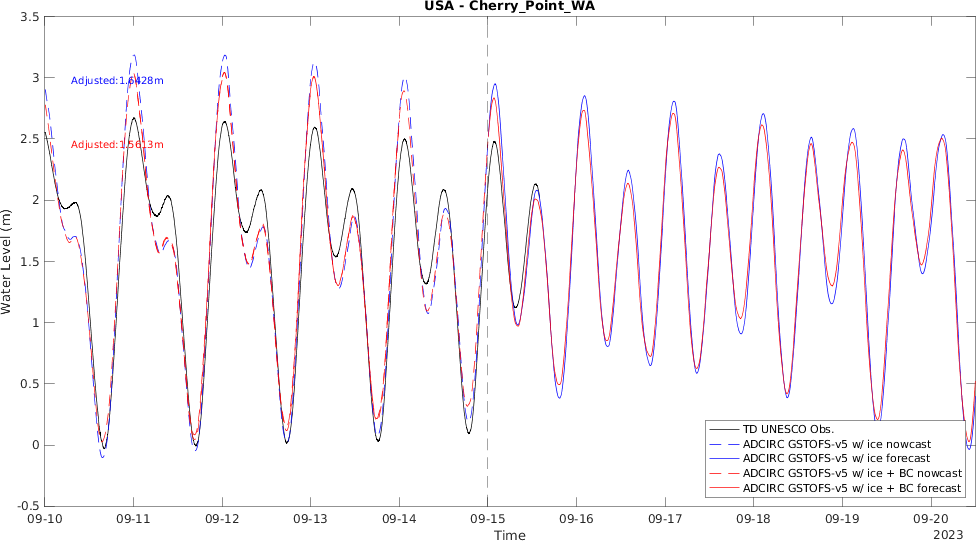 USA - Cherry_Point_WA
3.5
3
2.5
2
1.5
1
0.5
0
-0.5
Water Level (m)
Adjusted:1.6428m
Adjusted:1.5613m
TD UNESCO Obs.
ADCIRC GSTOFS-v5 w/ ice nowcast
ADCIRC GSTOFS-v5 w/ ice forecast
ADCIRC GSTOFS-v5 w/ ice + BC nowcast
ADCIRC GSTOFS-v5 w/ ice + BC forecast
09-10 09-11 09-12 09-13 09-14 09-15 09-16 09-17 09-18 09-19 09-20
Time
2023